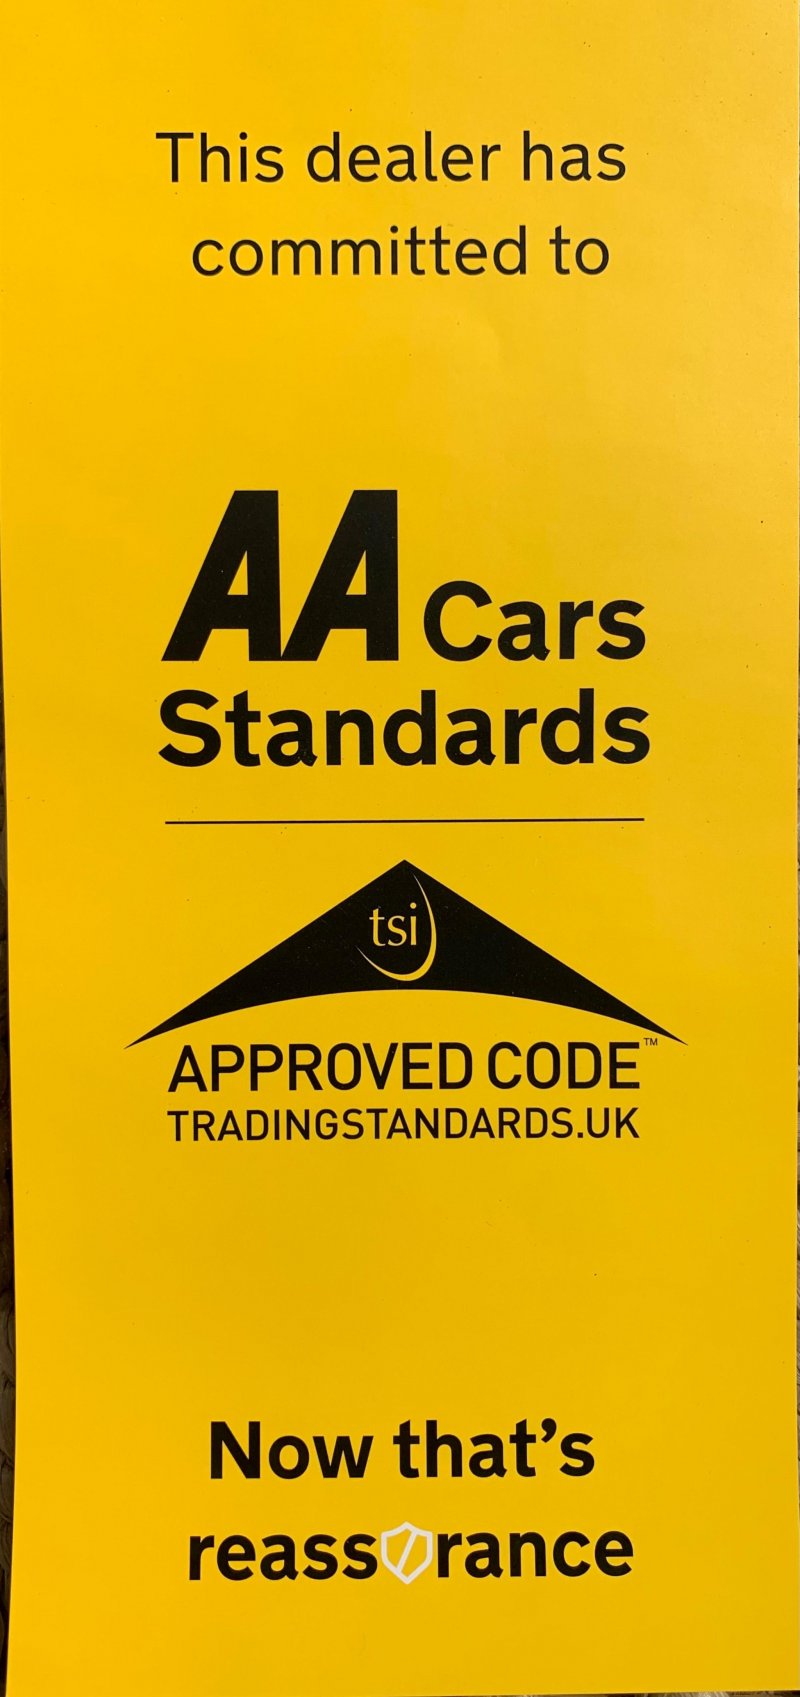 This dealer has
committed to
AA Cars
Standards
tsi
APPROVED CODE™
TRADINGSTANDARDS.UK
Now that's
reassurance